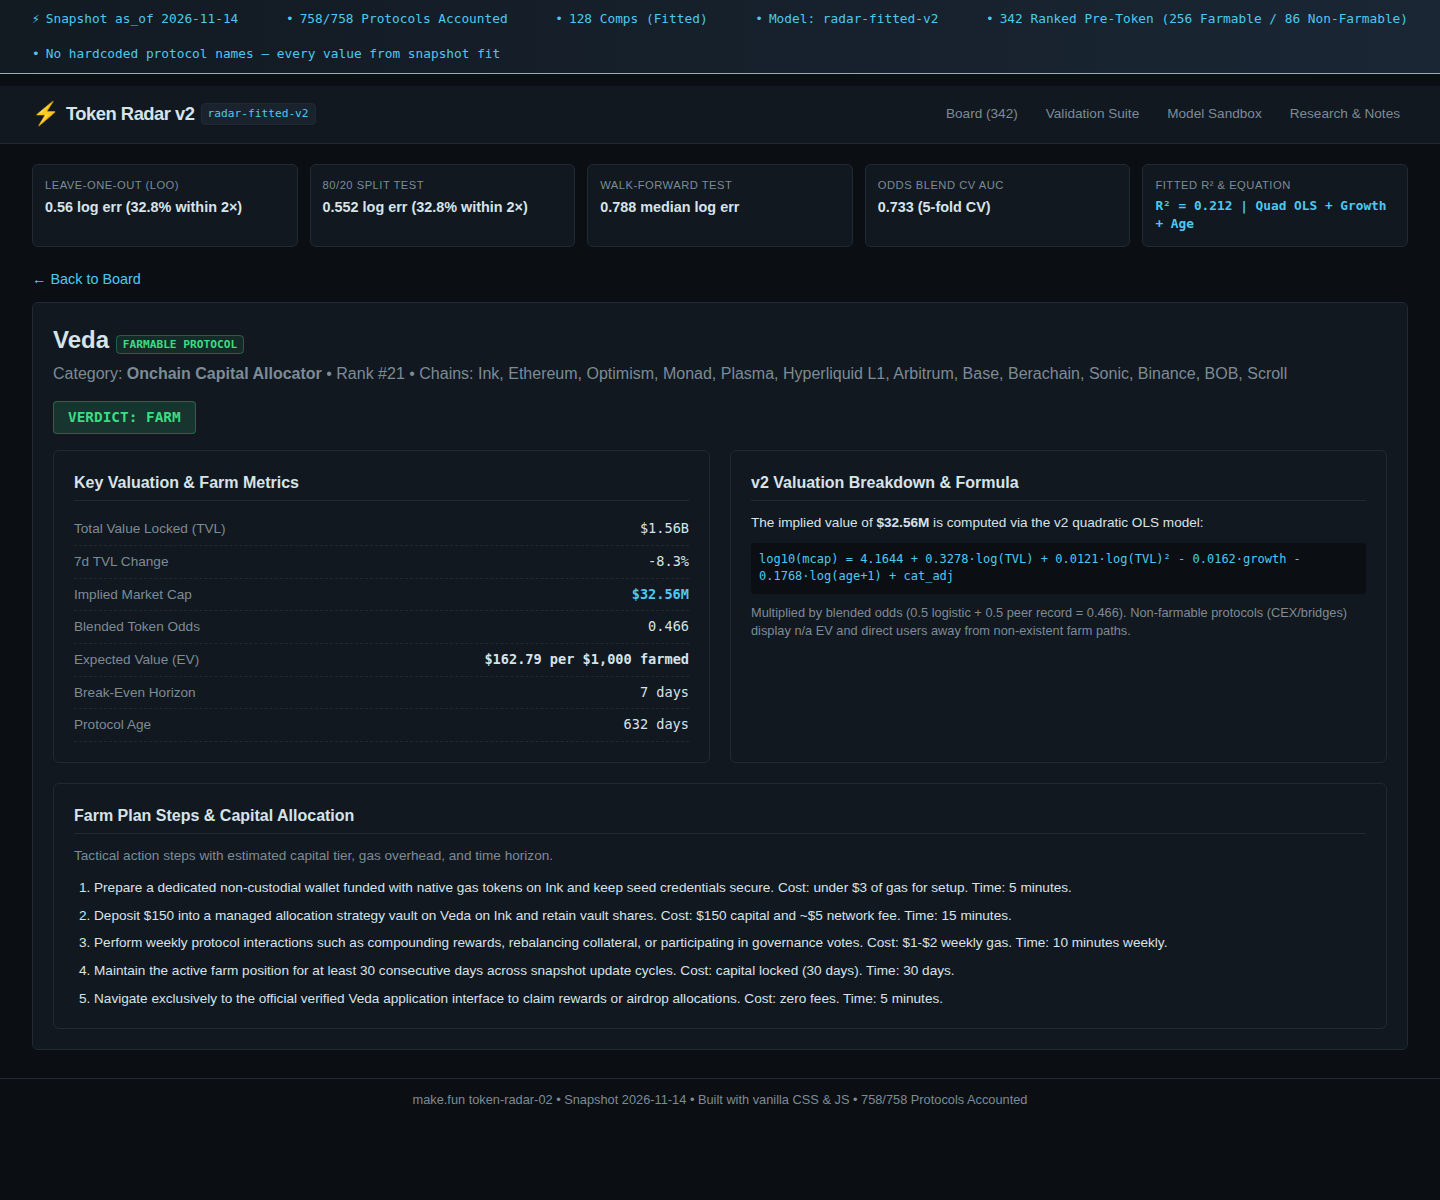 ⚡ Snapshot as_of 2026-11-14 • 758/758 Protocols Accounted • 128 Comps (Fitted) • Model: radar-fitted-v2 • 342 Ranked Pre-Token (256 Farmable / 86 Non-Farmable)
• No hardcoded protocol names — every value from snapshot fit
⚡ Token Radar v2 radar-fitted-v2 Board (342) Validation Suite Model Sandbox Research & Notes
LEAVE-ONE-OUT (LOO)
0.56 log err (32.8% within 2×)
80/20 SPLIT TEST
0.552 log err (32.8% within 2×)
WALK-FORWARD TEST
0.788 median log err
ODDS BLEND CV AUC
0.733 (5-fold CV)
FITTED R² & EQUATION
R² = 0.212 | Quad OLS + Growth
+ Age
← Back to Board
Veda FARMABLE PROTOCOL
Category: Onchain Capital Allocator • Rank #21 • Chains: Ink, Ethereum, Optimism, Monad, Plasma, Hyperliquid L1, Arbitrum, Base, Berachain, Sonic, Binance, BOB, Scroll
VERDICT: FARM
Key Valuation & Farm Metrics
Total Value Locked (TVL) $1.56B
7d TVL Change -8.3%
Implied Market Cap $32.56M
Blended Token Odds 0.466
Expected Value (EV) $162.79 per $1,000 farmed
Break-Even Horizon 7 days
Protocol Age 632 days
v2 Valuation Breakdown & Formula
The implied value of $32.56M is computed via the v2 quadratic OLS model:
log10(mcap) = 4.1644 + 0.3278·log(TVL) + 0.0121·log(TVL)² - 0.0162·growth -
0.1768·log(age+1) + cat_adj
Multiplied by blended odds (0.5 logistic + 0.5 peer record = 0.466). Non-farmable protocols (CEX/bridges)
display n/a EV and direct users away from non-existent farm paths.
Farm Plan Steps & Capital Allocation
Tactical action steps with estimated capital tier, gas overhead, and time horizon.
1. Prepare a dedicated non-custodial wallet funded with native gas tokens on Ink and keep seed credentials secure. Cost: under $3 of gas for setup. Time: 5 minutes.
2. Deposit $150 into a managed allocation strategy vault on Veda on Ink and retain vault shares. Cost: $150 capital and ~$5 network fee. Time: 15 minutes.
3. Perform weekly protocol interactions such as compounding rewards, rebalancing collateral, or participating in governance votes. Cost: $1-$2 weekly gas. Time: 10 minutes weekly.
4. Maintain the active farm position for at least 30 consecutive days across snapshot update cycles. Cost: capital locked (30 days). Time: 30 days.
5. Navigate exclusively to the official verified Veda application interface to claim rewards or airdrop allocations. Cost: zero fees. Time: 5 minutes.
make.fun token-radar-02 • Snapshot 2026-11-14 • Built with vanilla CSS & JS • 758/758 Protocols Accounted